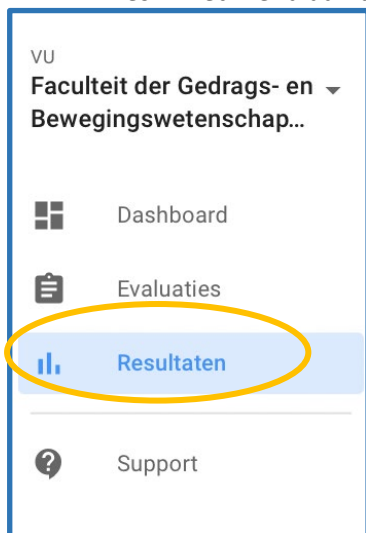 VU
Faculteit der Gedrags- en
Bewegingswetenschap...
Dashboard
Evaluaties
Resultaten
Support